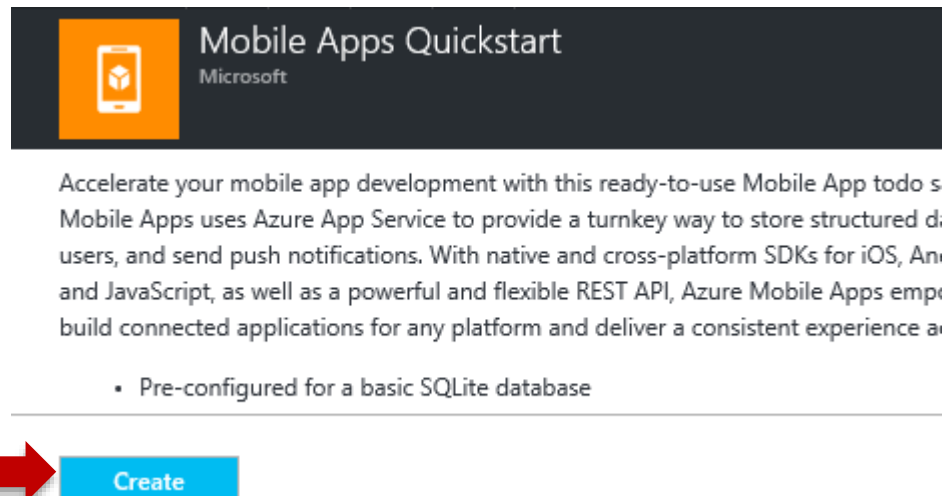 Mobile Apps Quickstart
Microsoft
Accelerate your mobile app development with this ready-to-use Mobile App todo
Mobile Apps uses Azure App Service to provide a turnkey way to store structured
users, and send push notifications. With native and cross-platform SDKs for iOS,
and JavaScript, as well as a powerful and flexible REST API, Azure Mobile Apps
build connected applications for any platform and deliver a consistent experience
• Pre-configured for a basic SQLite database
Create